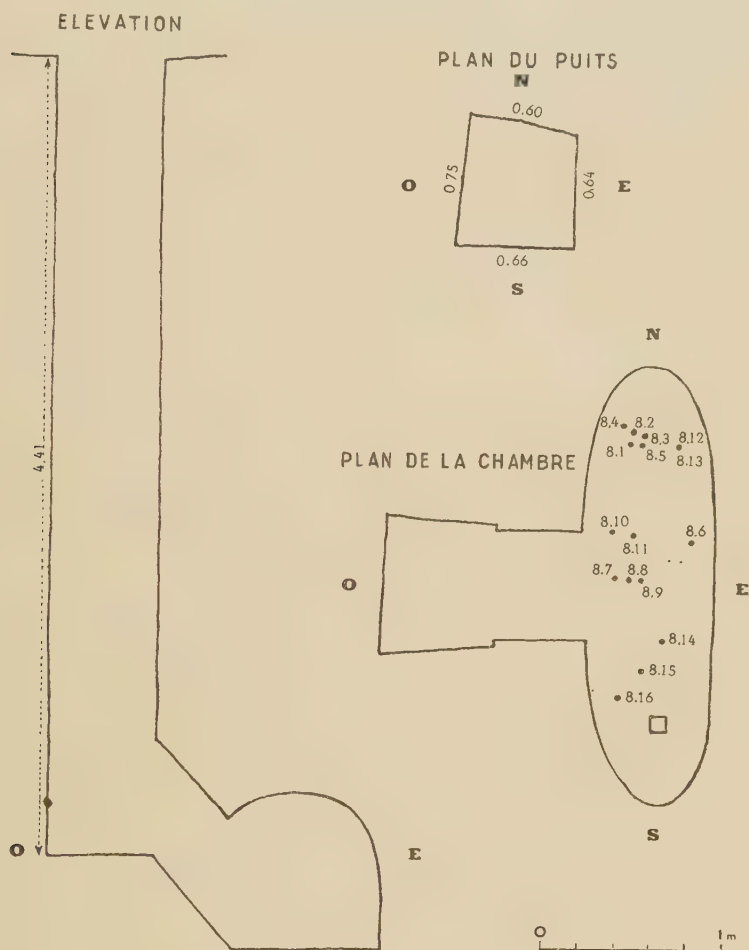 ELEVATION
PLAN DU PUITS
N
0.60
O
0.75
0.64
E
0.66
S
4.41
N
8.4
8.2
8.3
8.12
8.1
8.5
8.13
PLAN DE LA CHAMBRE
8.10
8.11
8.6
O
8.7
8.8
8.9
E
8.14
8.15
8.16
S
O
E
0
1m